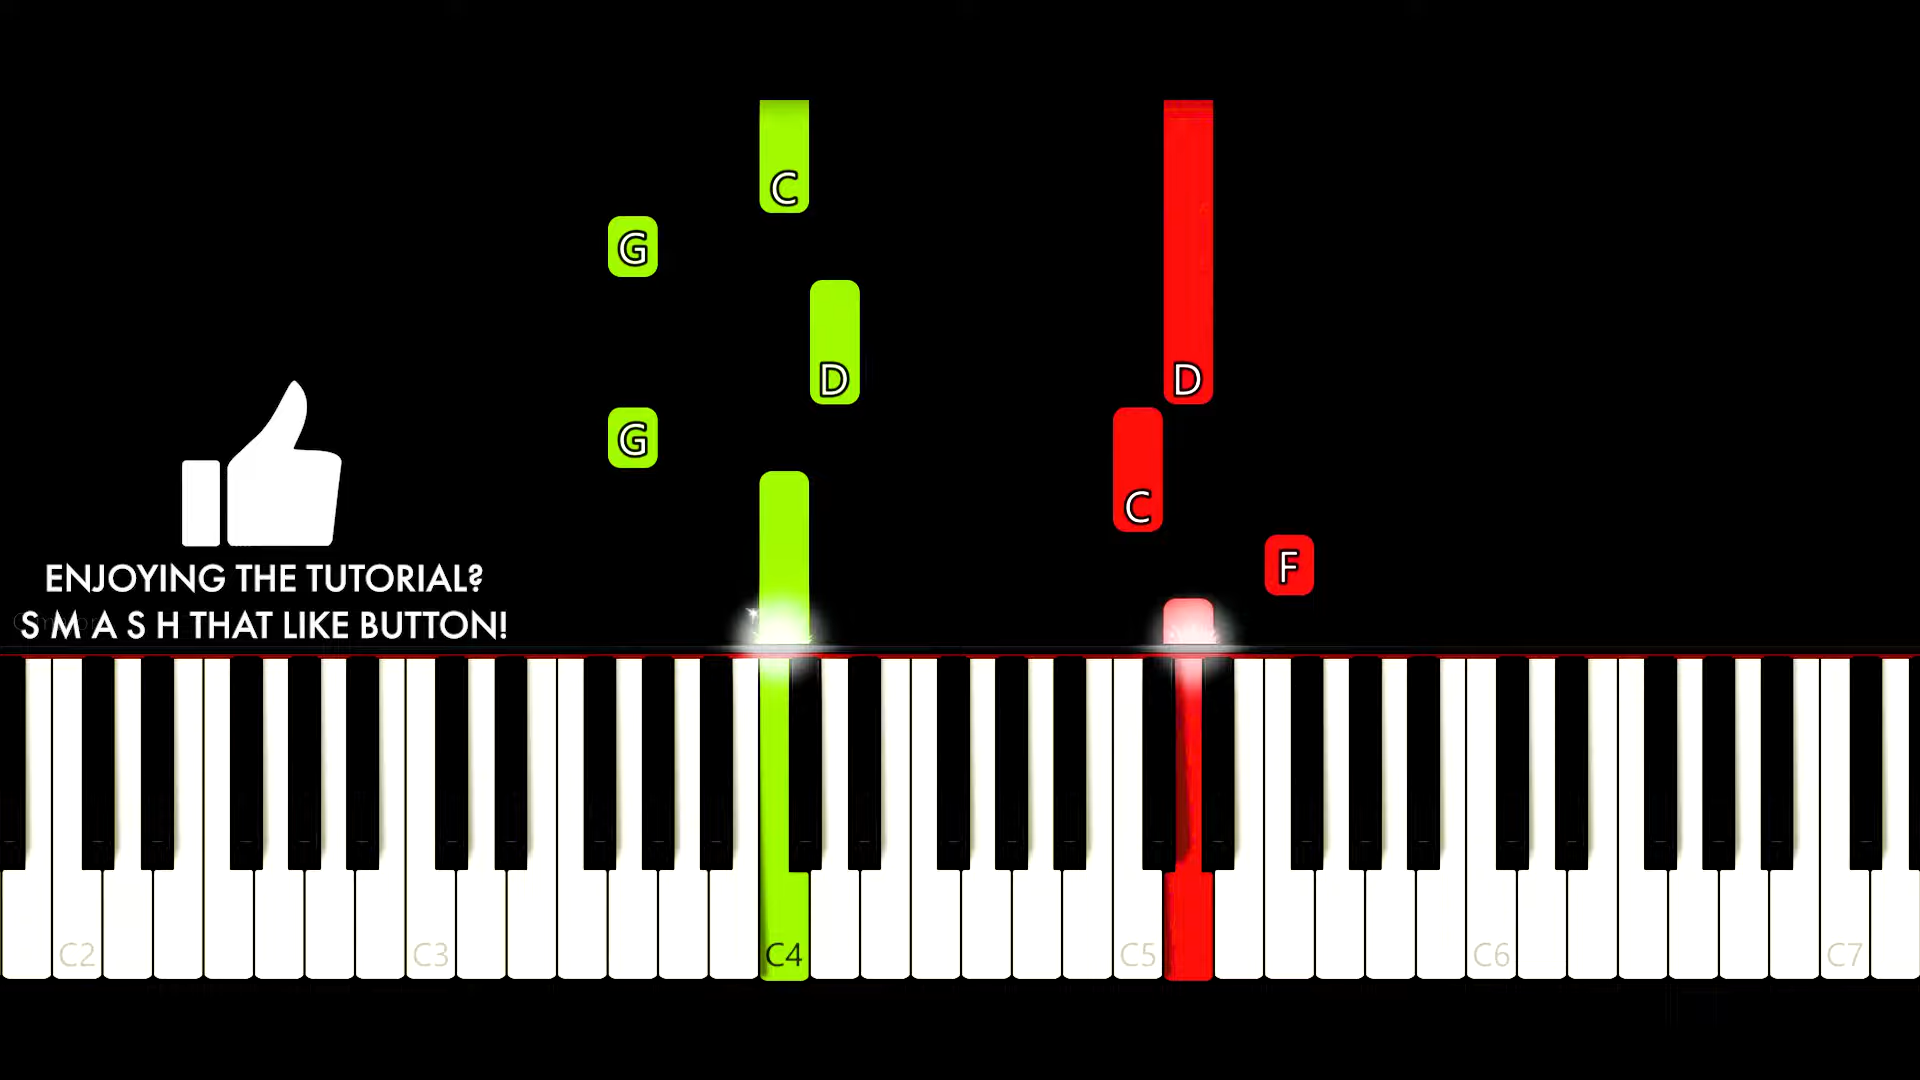 C
G
D
D
G
C
F
ENJOYING THE TUTORIAL?
S M A S H THAT LIKE BUTTON!
C2
C3
C4
C5
C6
C7